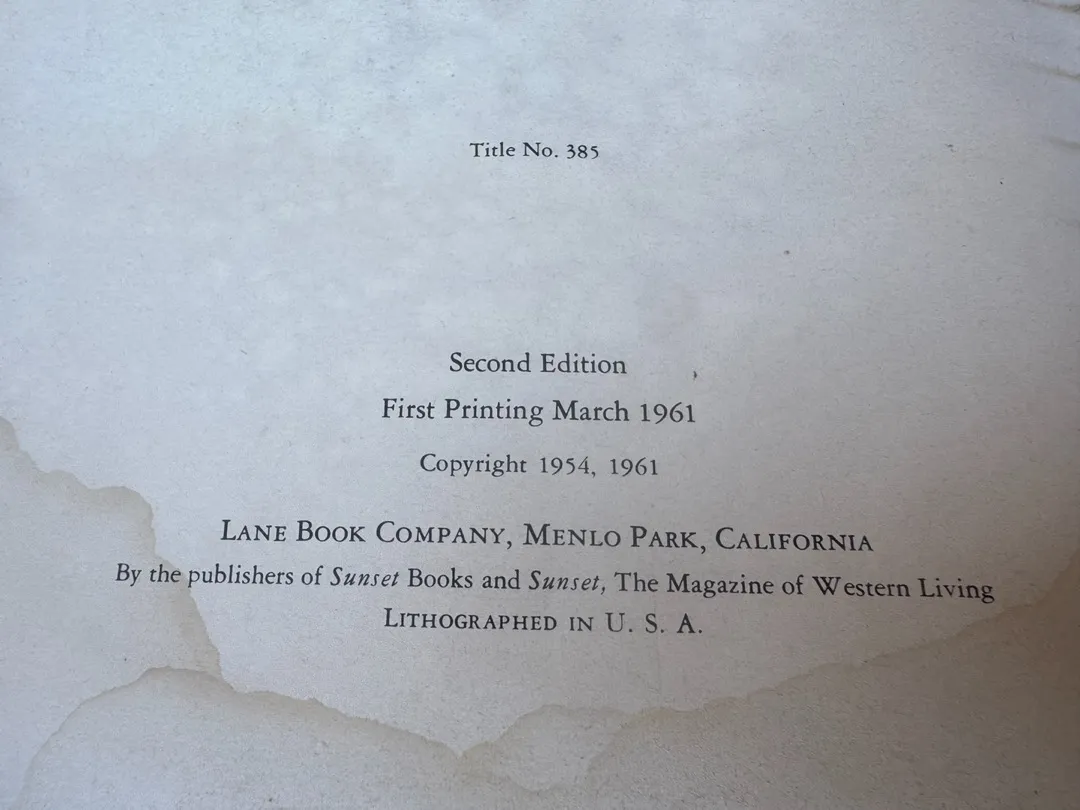 Title No. 385
Second Edition
First Printing March 1961
Copyright 1954, 1961
LANE BOOK COMPANY, MENLO PARK, CALIFORNIA
By the publishers of Sunset Books and Sunset, The Magazine of Western Living
LITHOGRAPHED IN U. S. A.